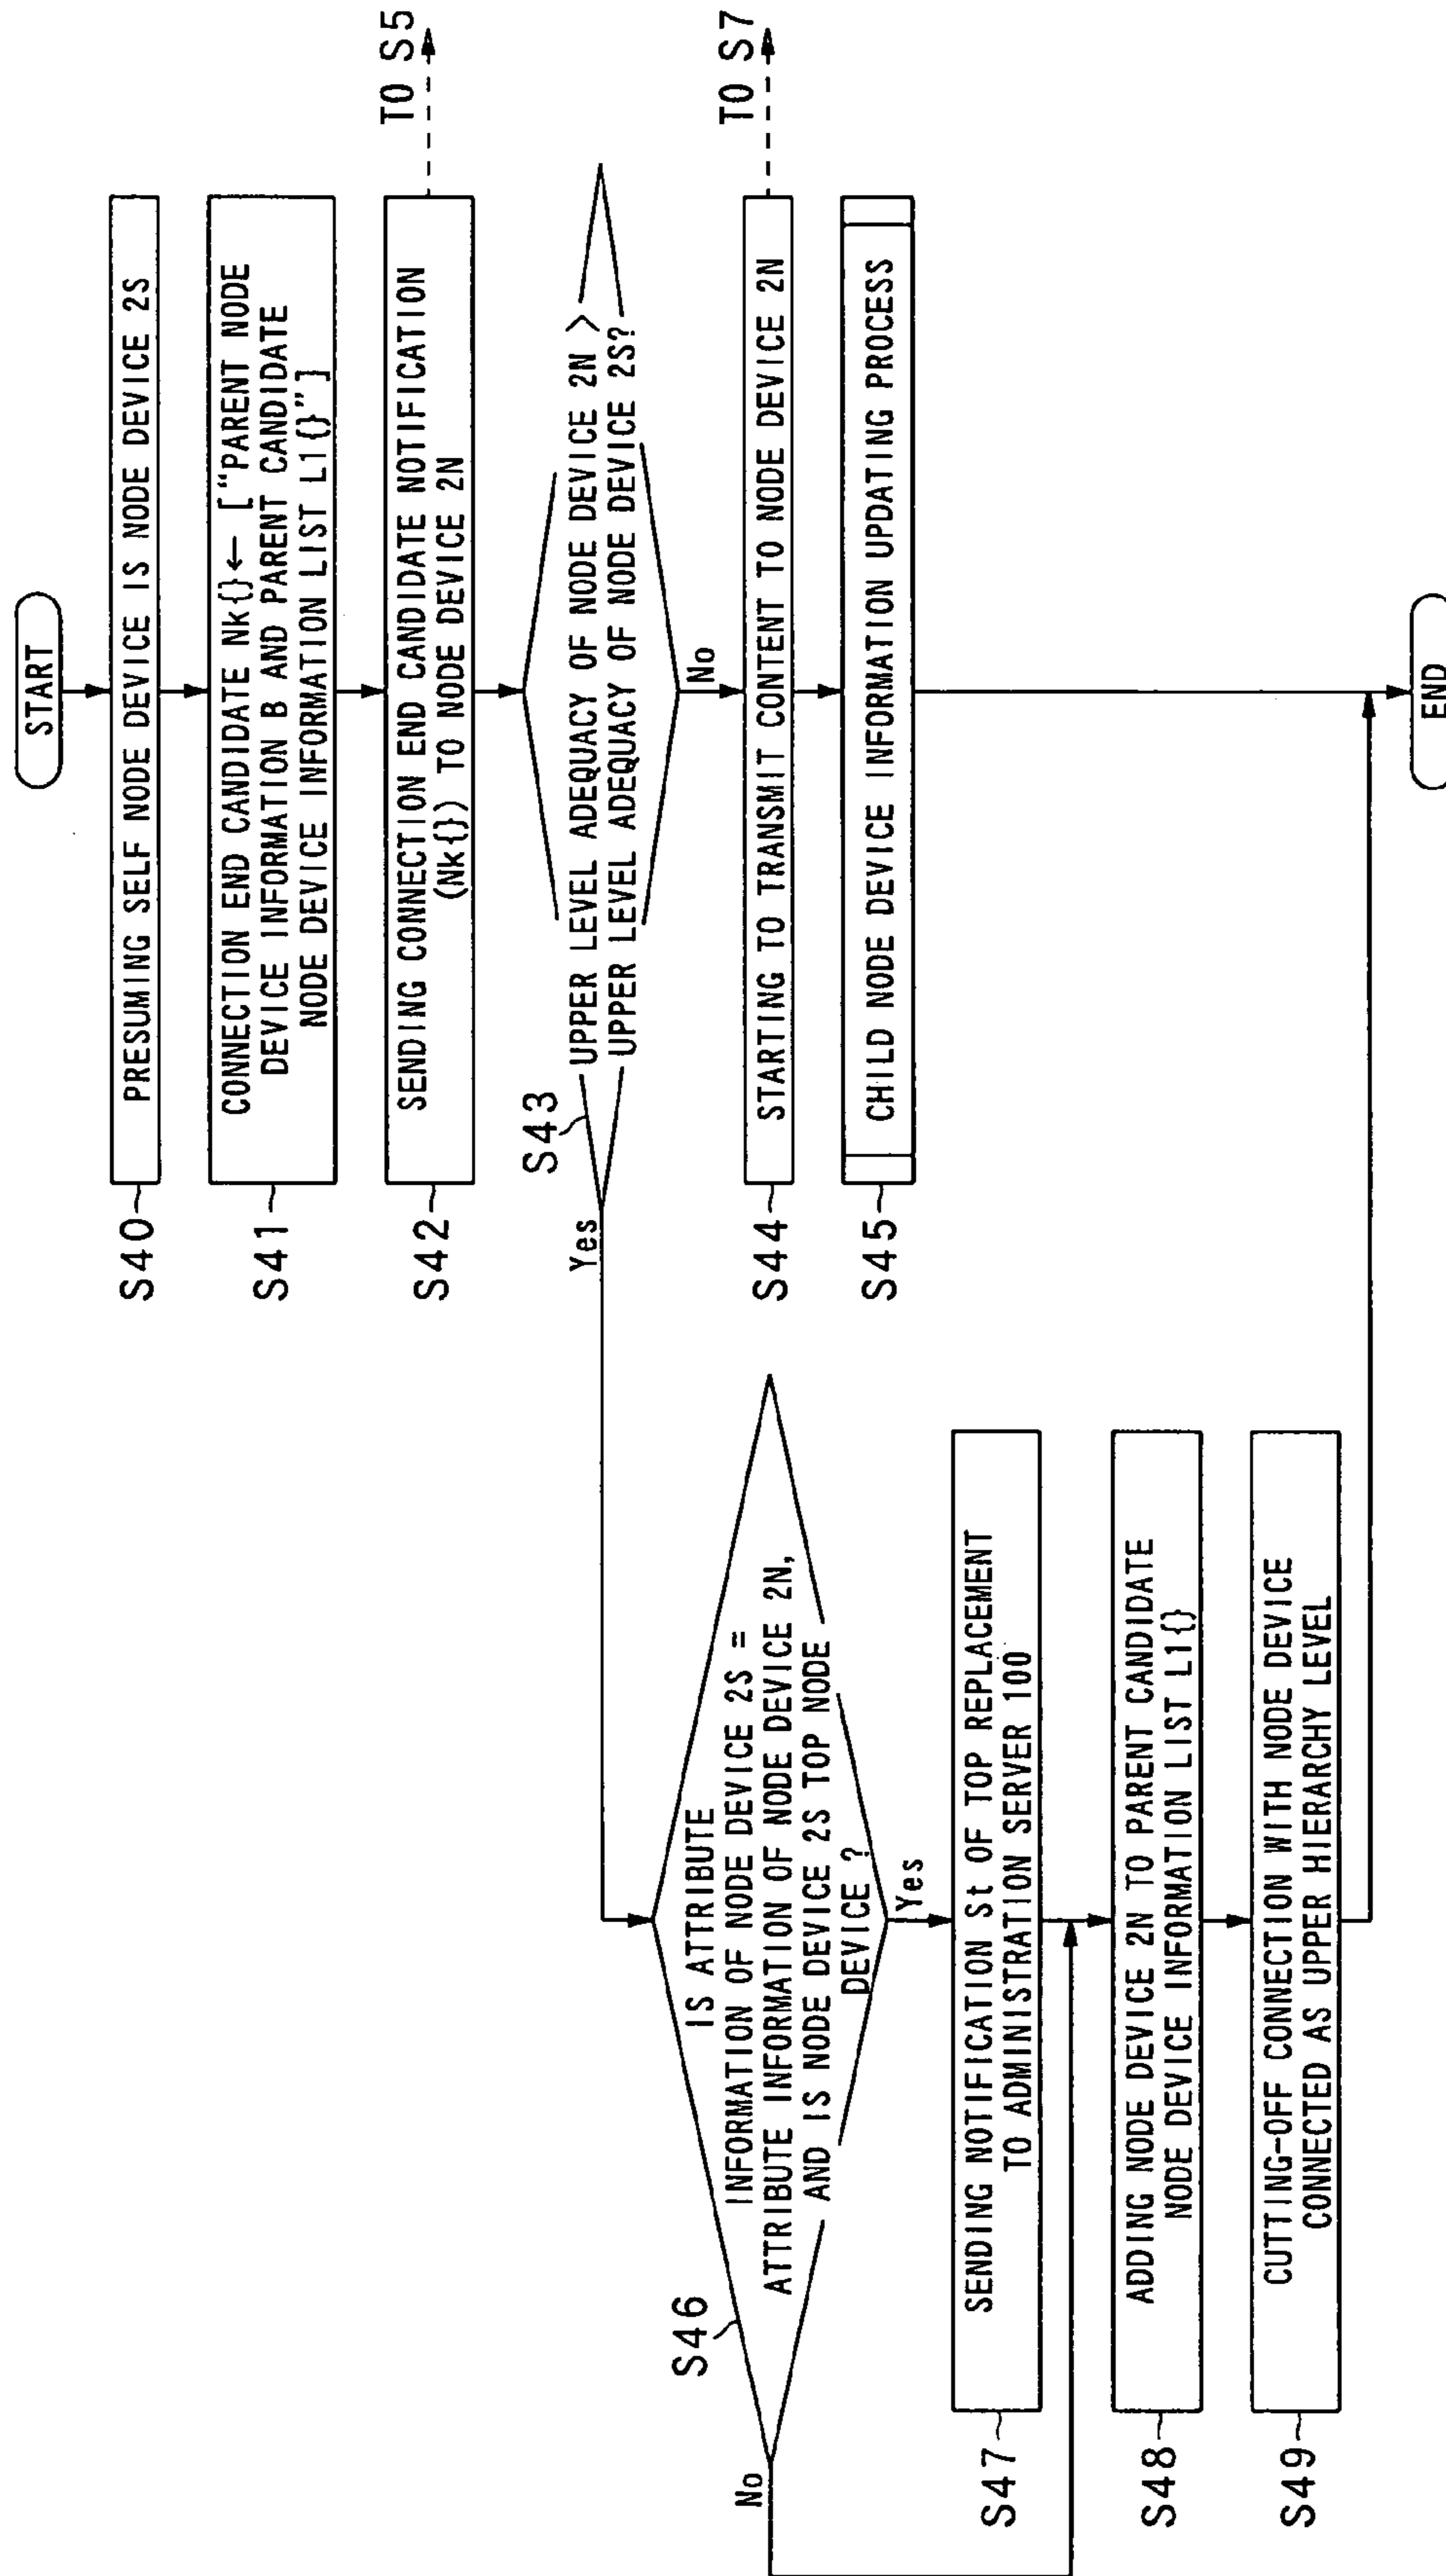 START
S40
PRESUMING SELF NODE DEVICE IS NODE DEVICE 2S
S41
CONNECTION END CANDIDATE Nk{} ← ["PARENT NODE
DEVICE INFORMATION B AND PARENT CANDIDATE
NODE DEVICE INFORMATION LIST L1{}"]
S42
SENDING CONNECTION END CANDIDATE NOTIFICATION
(Nk{}) TO NODE DEVICE 2N
TO S5
S43
UPPER LEVEL ADEQUACY OF NODE DEVICE 2N >
UPPER LEVEL ADEQUACY OF NODE DEVICE 2S?
Yes
No
S44
STARTING TO TRANSMIT CONTENT TO NODE DEVICE 2N
TO S7
S45
CHILD NODE DEVICE INFORMATION UPDATING PROCESS
S46
IS ATTRIBUTE
INFORMATION OF NODE DEVICE 2S =
ATTRIBUTE INFORMATION OF NODE DEVICE 2N,
AND IS NODE DEVICE 2S TOP NODE
DEVICE ?
No
Yes
S47
SENDING NOTIFICATION St OF TOP REPLACEMENT
TO ADMINISTRATION SERVER 100
S48
ADDING NODE DEVICE 2N TO PARENT CANDIDATE
NODE DEVICE INFORMATION LIST L1{}
S49
CUTTING-OFF CONNECTION WITH NODE DEVICE
CONNECTED AS UPPER HIERARCHY LEVEL
END